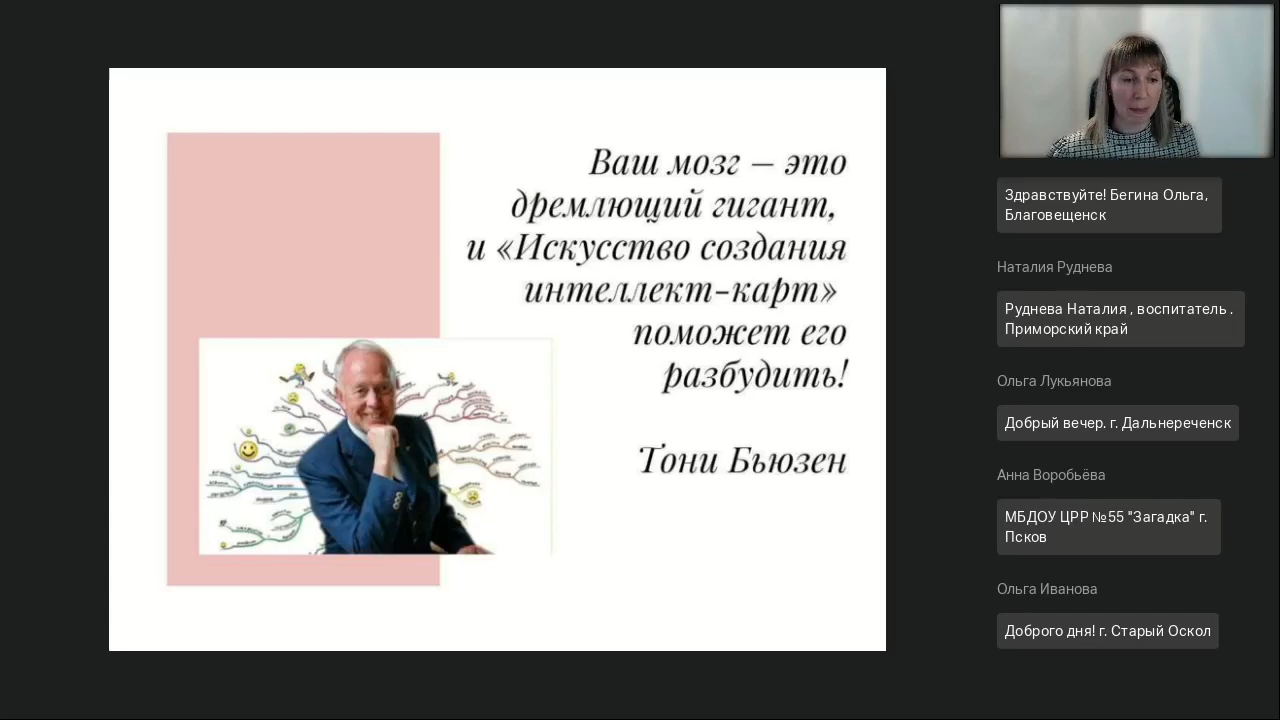 Ваш мозг – это
дремлющий гигант,
и «Искусство создания
интеллект-карт»
поможет его
разбудить!
Тони Бьюзен
Здравствуйте! Бегина Ольга,
Благовещенск
Наталия Руднева
Руднева Наталия , воспитатель .
Приморский край
Ольга Лукьянова
Добрый вечер. г. Дальнереченск
Анна Воробьёва
МБДОУ ЦРР №55 "Загадка" г.
Псков
Ольга Иванова
Доброго дня! г. Старый Оскол